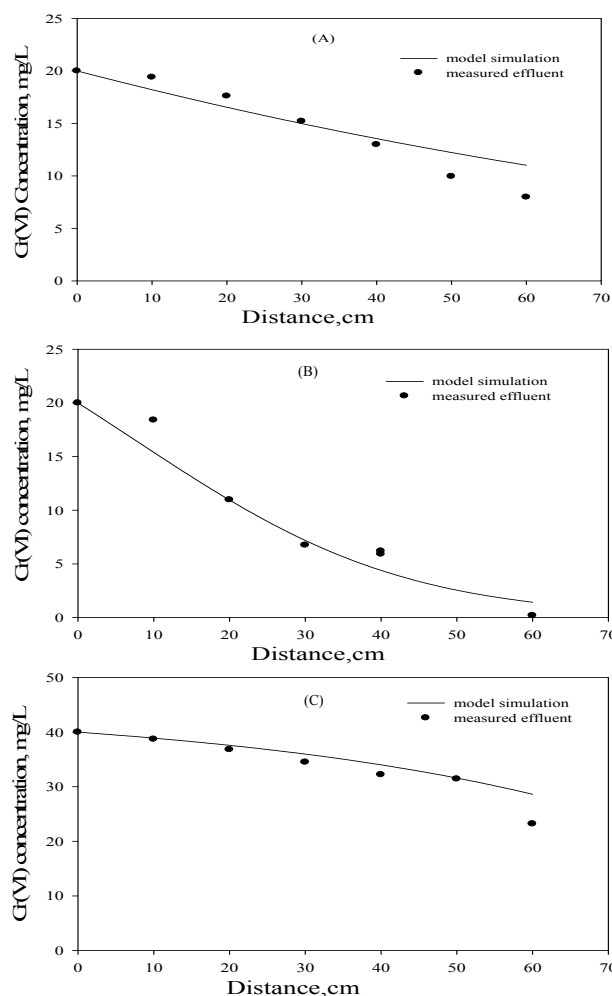 (A)
model simulation
measured effluent
Cr(VI) Concentration, mg/L
25
20
15
10
5
0
0 10 20 30 40 50 60 70
Distance,cm
(B)
model simulation
measured effluent
Cr(VI) concentration, mg/L
25
20
15
10
5
0
0 10 20 30 40 50 60 70
Distance,cm
(C)
model simulation
measured effluent
Cr(VI) concentration, mg/L
50
40
30
20
10
0
0 10 20 30 40 50 60 70
Distance,cm